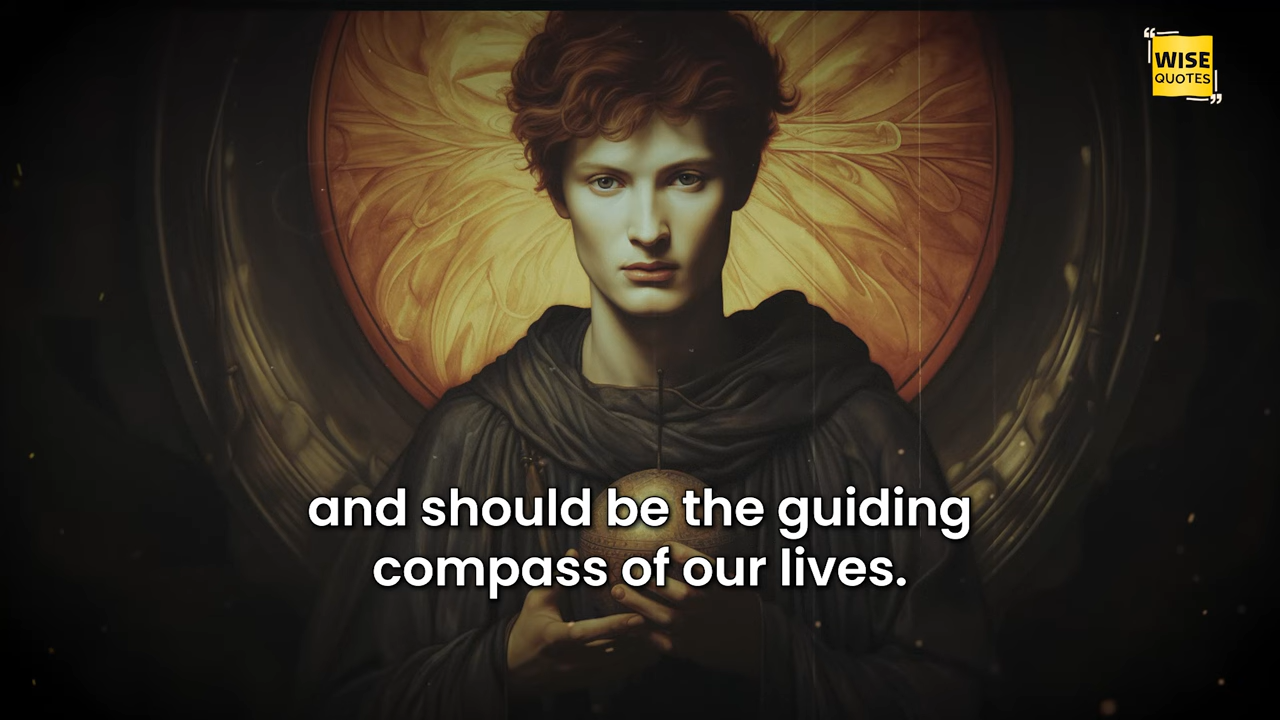 WISE
QUOTES
and should be the guiding
compass of our lives.